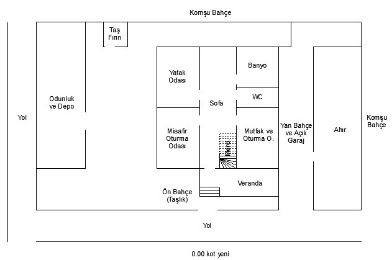 Komşu Bahçe
Taş
Fırın
Yatak
Odası
Banyo
WC
Sofa
Odunluk
ve Depo
Yol
Misafir
Oturma
Odası
Mutfak ve
Oturma O.
Yan Bahçe
ve Açık
Garaj
Ahır
Komşu
Bahçe
Veranda
Ön Bahçe
(Taşlık)
Yol
0.00 kot yeni